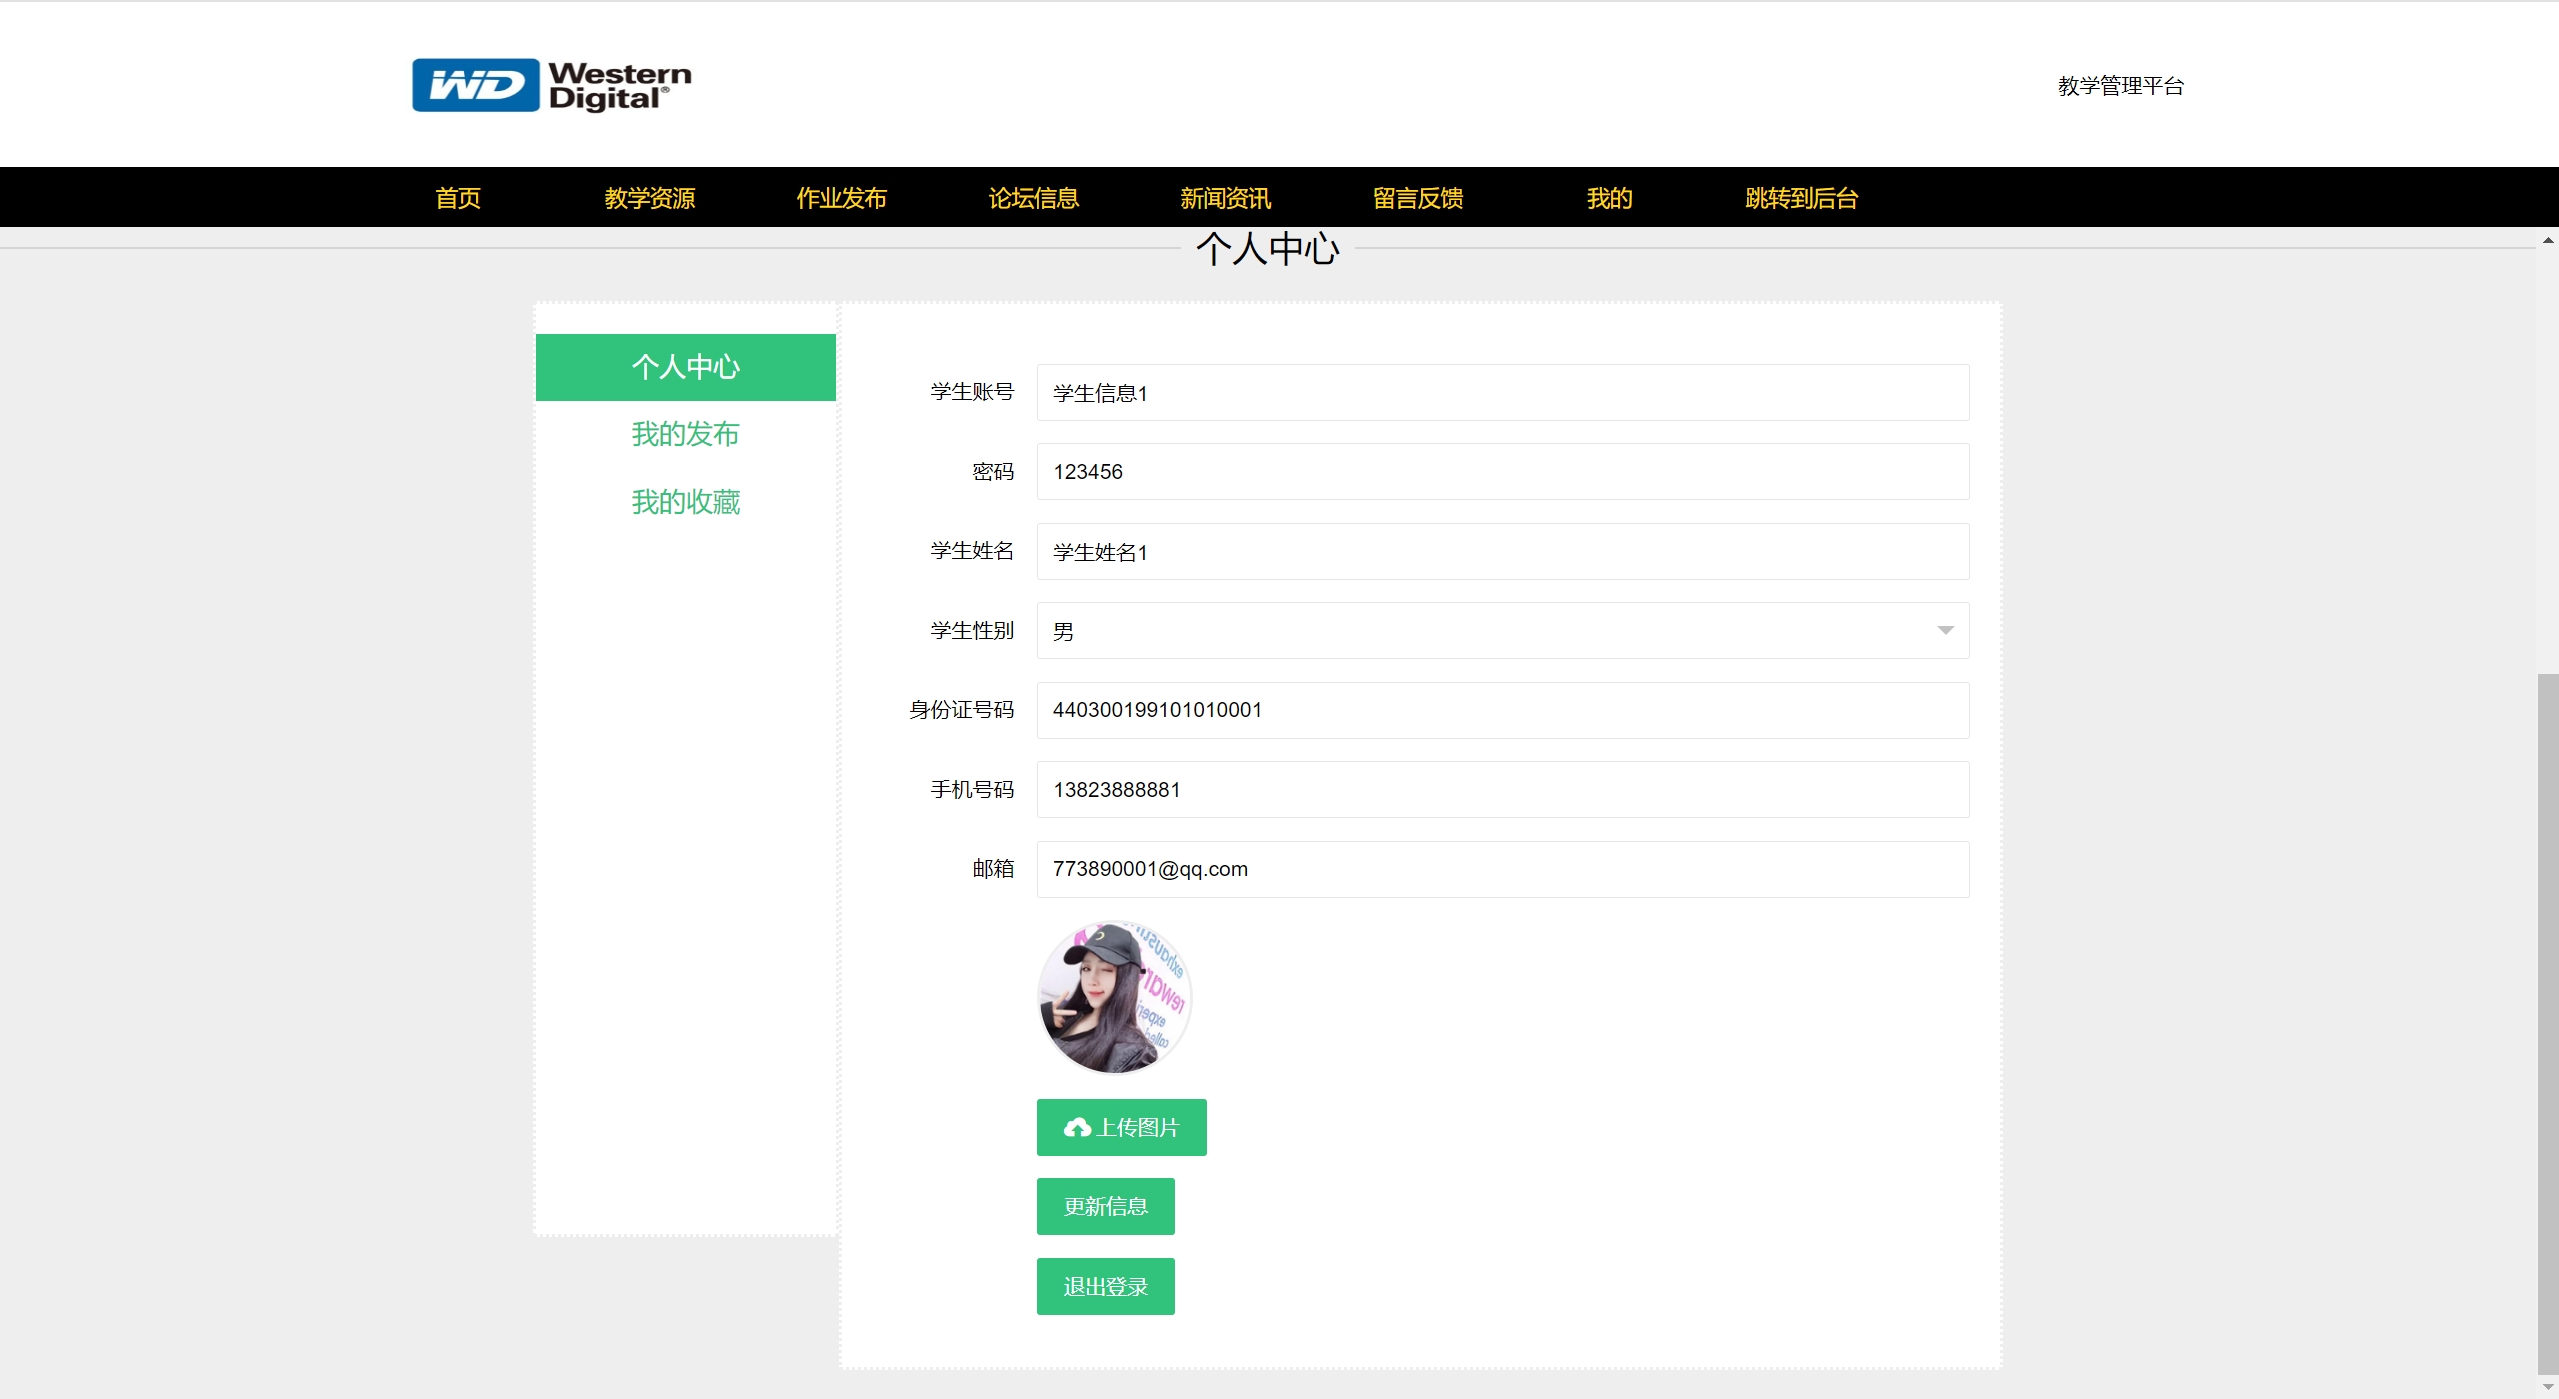 WD Western Digital®
教学管理平台
首页 教学资源 作业发布 论坛信息 新闻资讯 留言反馈 我的 跳转到后台
个人中心
个人中心
我的发布
我的收藏
学生账号 学生信息1
密码 123456
学生姓名 学生姓名1
学生性别 男
身份证号码 440300199101010001
手机号码 13823888881
邮箱 773890001@qq.com
上传图片
更新信息
退出登录